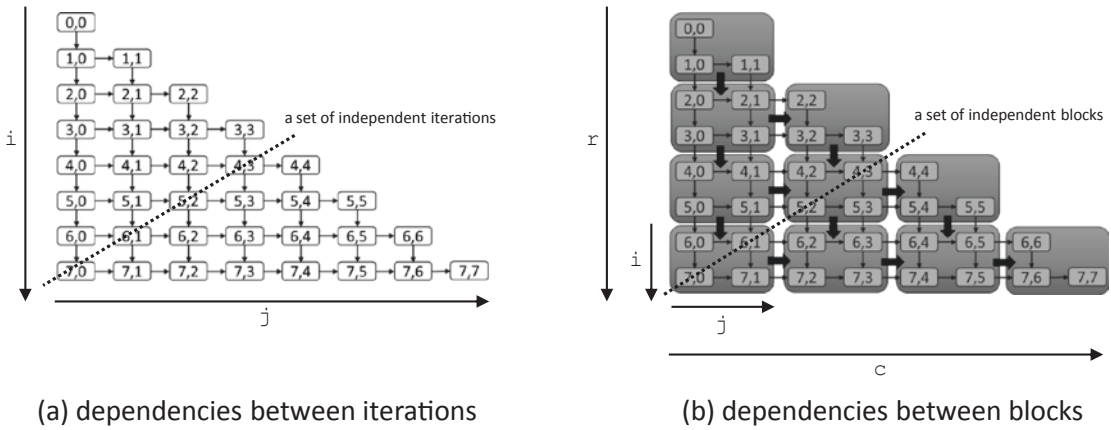 i
0,0
1,0 1,1
2,0 2,1 2,2
3,0 3,1 3,2 3,3
a set of independent iterations
4,0 4,1 4,2 4,3 4,4
5,0 5,1 5,2 5,3 5,4 5,5
6,0 6,1 6,2 6,3 6,4 6,5 6,6
7,0 7,1 7,2 7,3 7,4 7,5 7,6 7,7
j
(a) dependencies between iterations
r
0,0
1,0 1,1
2,0 2,1 2,2
a set of independent blocks
3,0 3,1 3,2 3,3
4,0 4,1 4,2 4,3 4,4
5,0 5,1 5,2 5,3 5,4 5,5
6,0 6,1 6,2 6,3 6,4 6,5 6,6
i
7,0 7,1 7,2 7,3 7,4 7,5 7,6 7,7
j
c
(b) dependencies between blocks